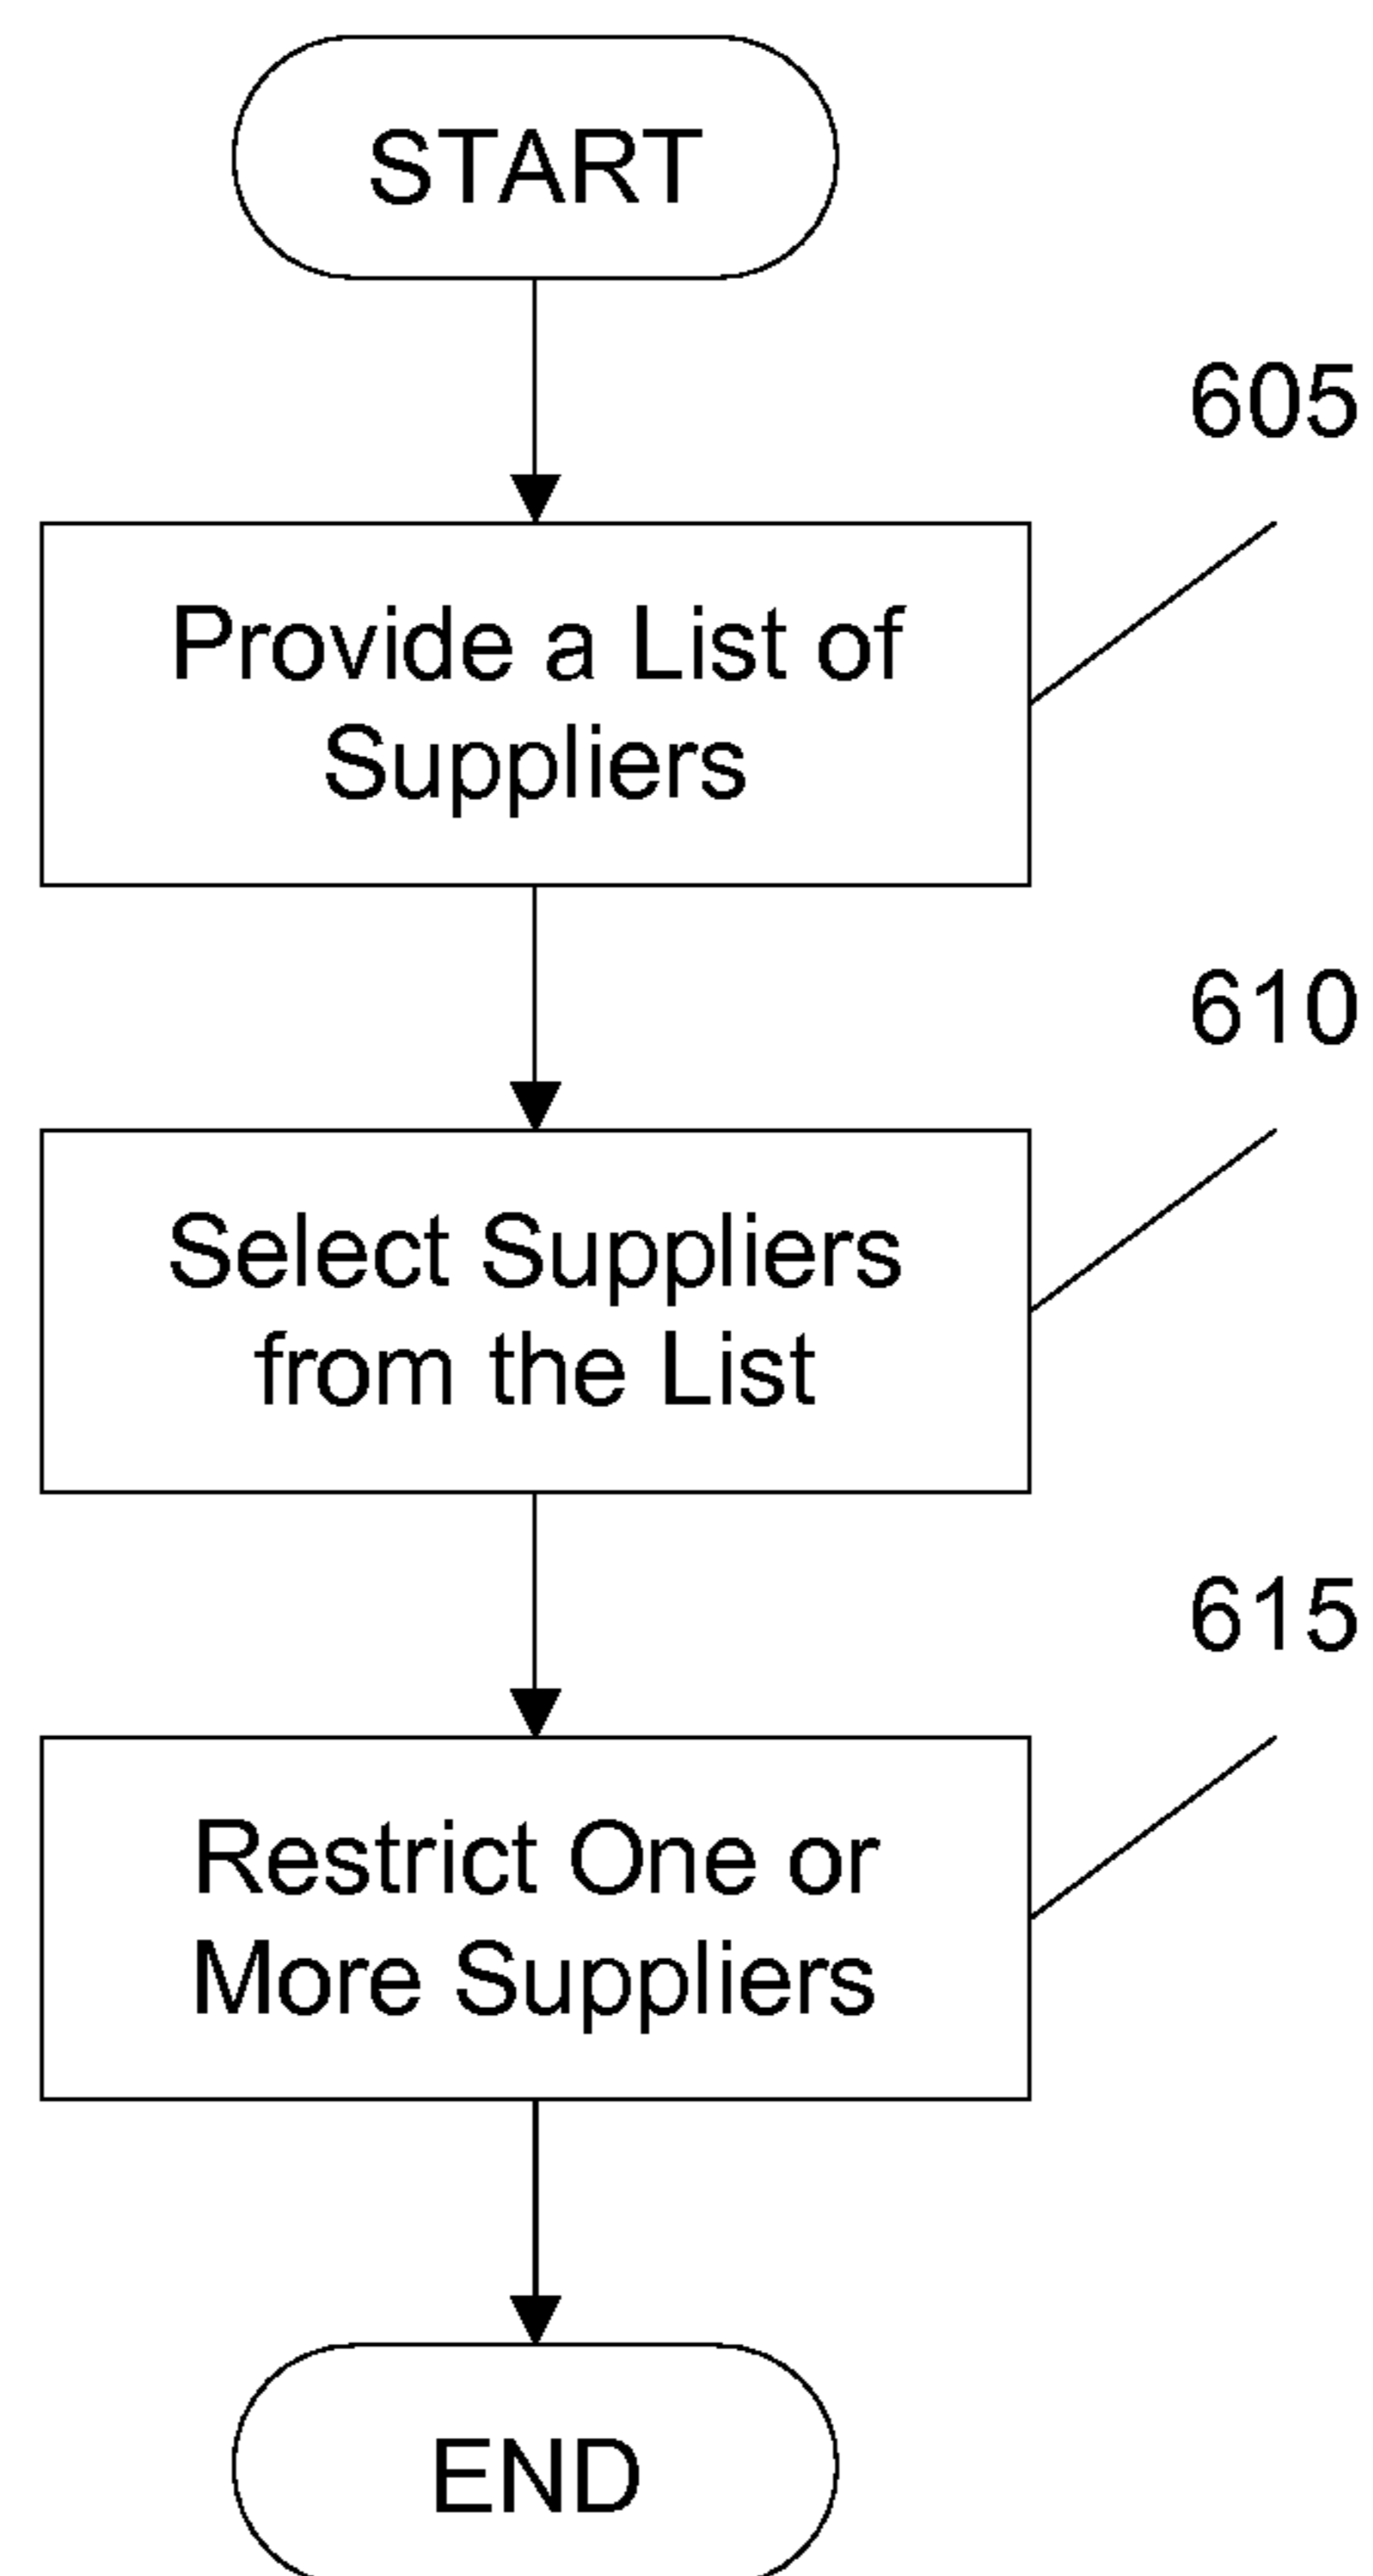 START
605
Provide a List of
Suppliers
610
Select Suppliers
from the List
615
Restrict One or
More Suppliers
END